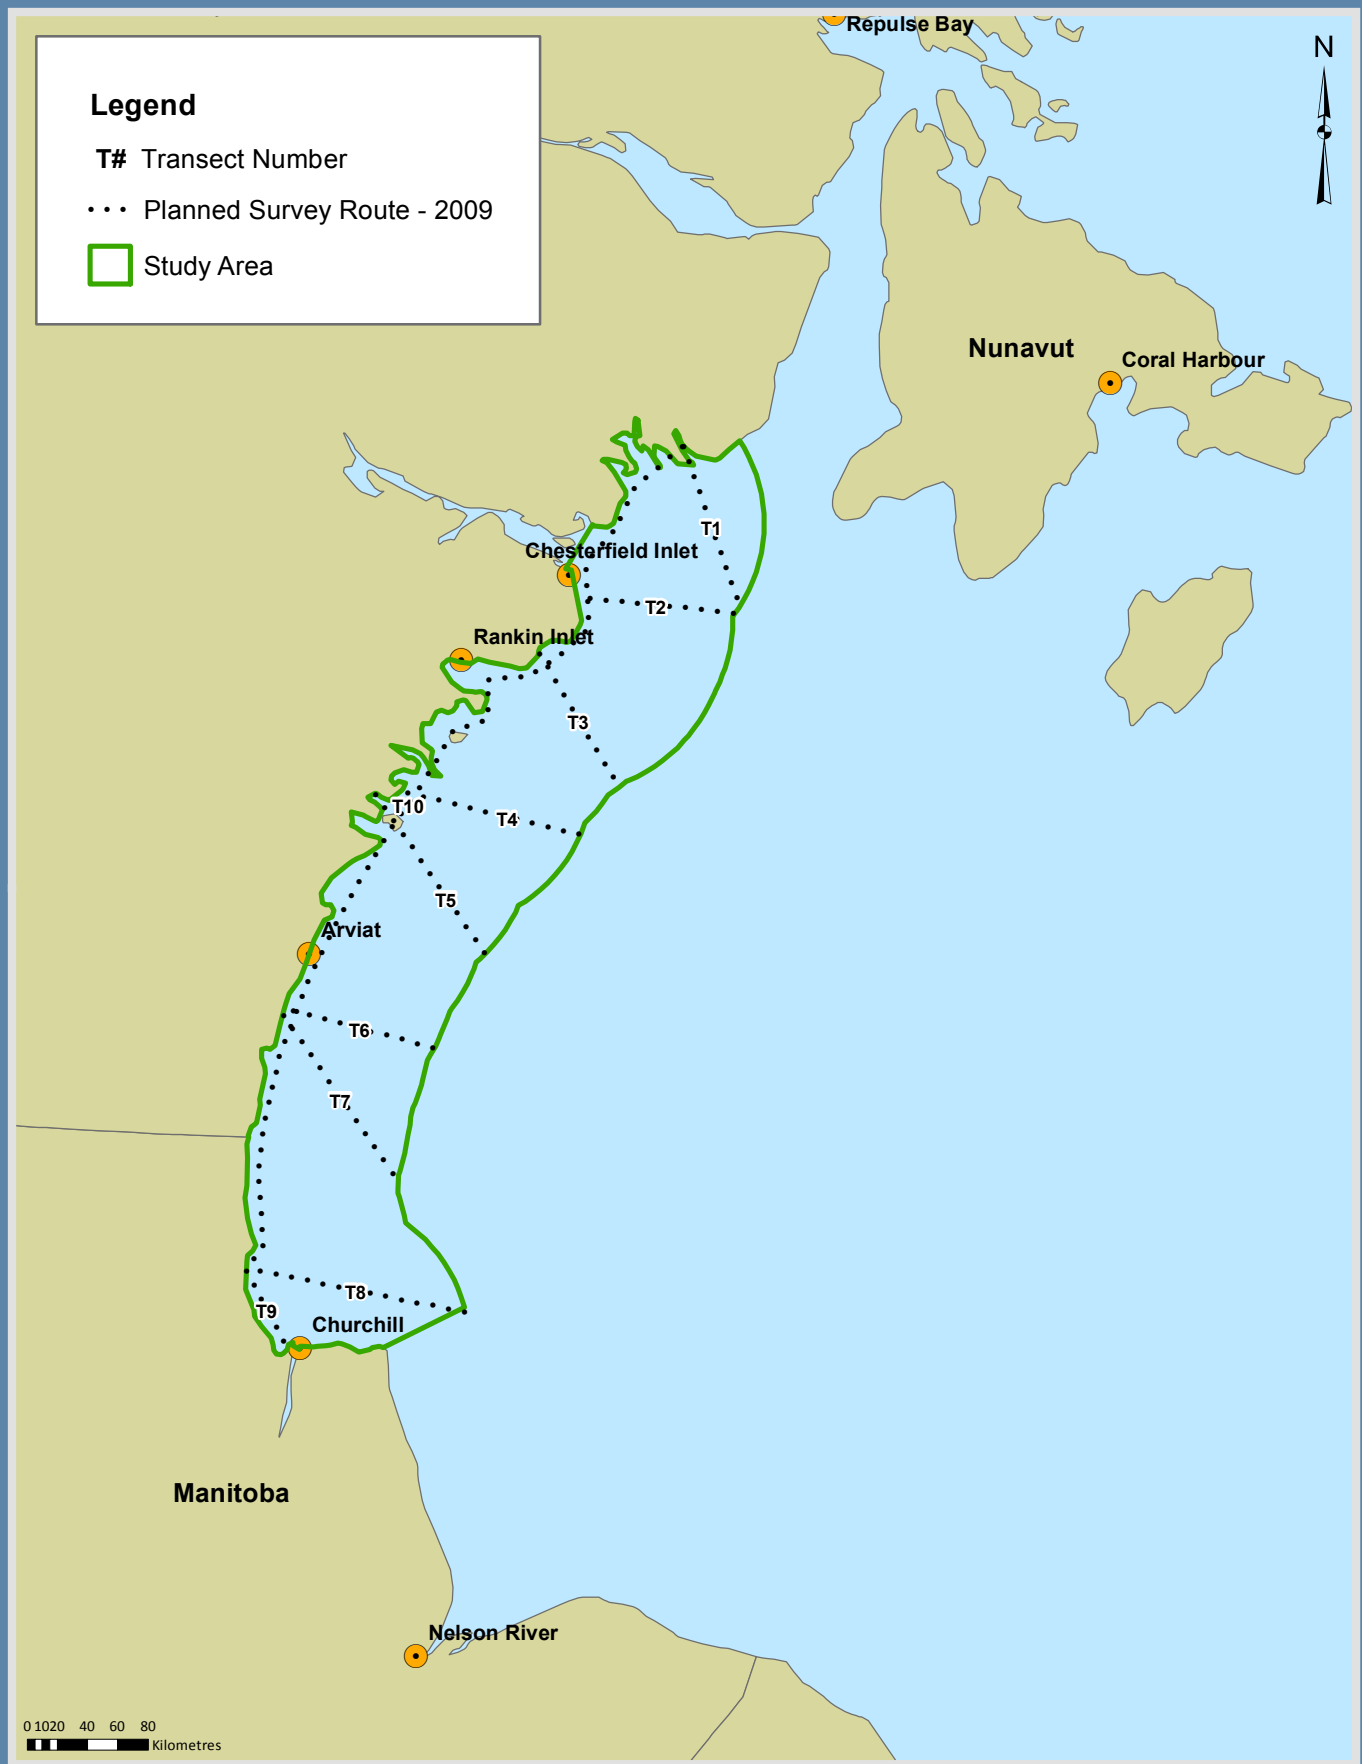 Repulse Bay
N
Legend
T# Transect Number
Planned Survey Route - 2009
Study Area
Nunavut
Coral Harbour
T1
Chesterfield Inlet
T2
Rankin Inlet
T3
T10
T4
T5
Arviat
T6
T7
T8
T9
Churchill
Manitoba
Nelson River
0 10 20 40 60 80
Kilometres